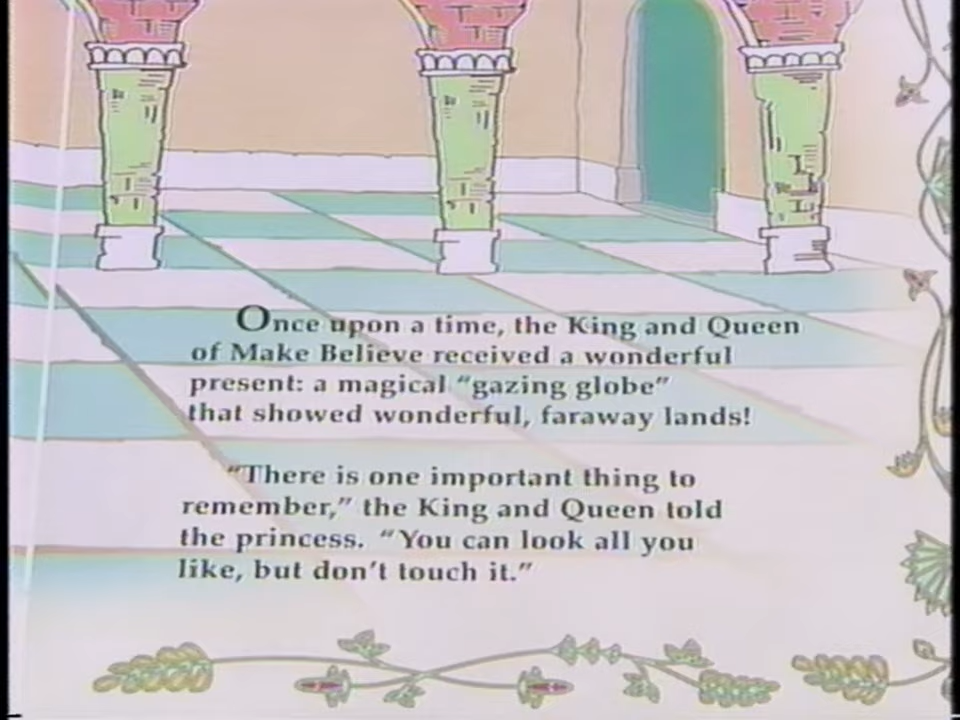 Once upon a time, the King and Queen
of Make Believe received a wonderful
present: a magical “gazing globe”
that showed wonderful, faraway lands!
“There is one important thing to
remember,” the King and Queen told
the princess. “You can look all you
like, but don’t touch it.”